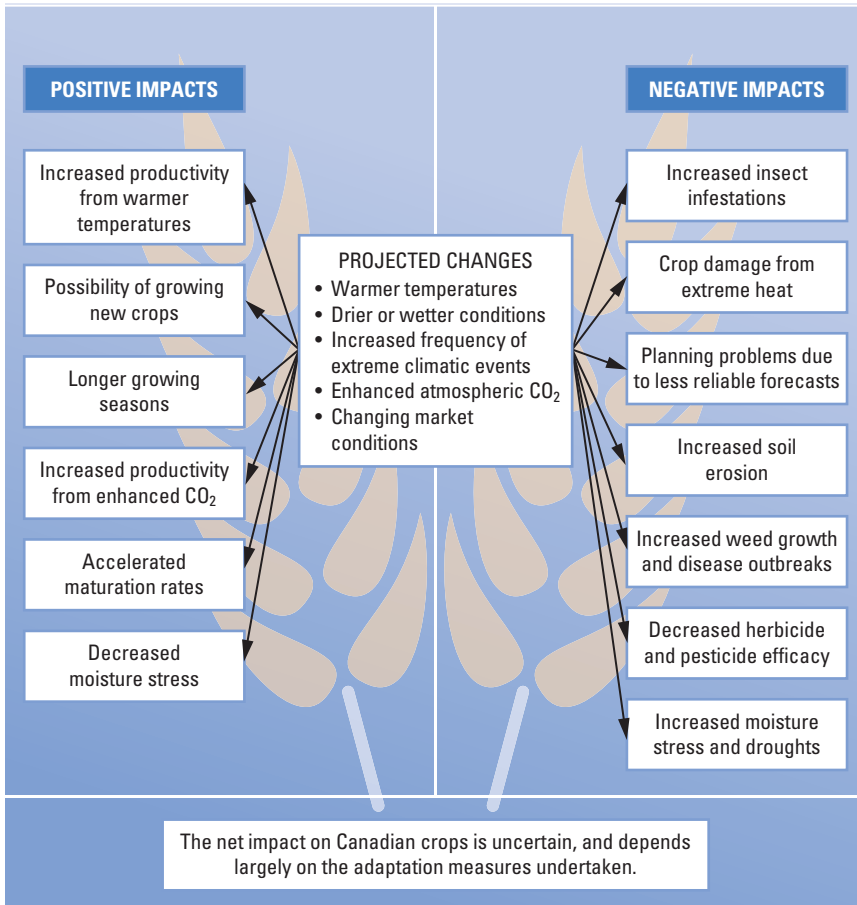 POSITIVE IMPACTS
Increased productivity
from warmer
temperatures
Possibility of growing
new crops
Longer growing
seasons
Increased productivity
from enhanced CO₂
Accelerated
maturation rates
Decreased
moisture stress
PROJECTED CHANGES
• Warmer temperatures
• Drier or wetter conditions
• Increased frequency of
extreme climatic events
• Enhanced atmospheric CO₂
• Changing market
conditions
NEGATIVE IMPACTS
Increased insect
infestations
Crop damage from
extreme heat
Planning problems due
to less reliable forecasts
Increased soil
erosion
Increased weed growth
and disease outbreaks
Decreased herbicide
and pesticide efficacy
Increased moisture
stress and droughts
The net impact on Canadian crops is uncertain, and depends
largely on the adaptation measures undertaken.